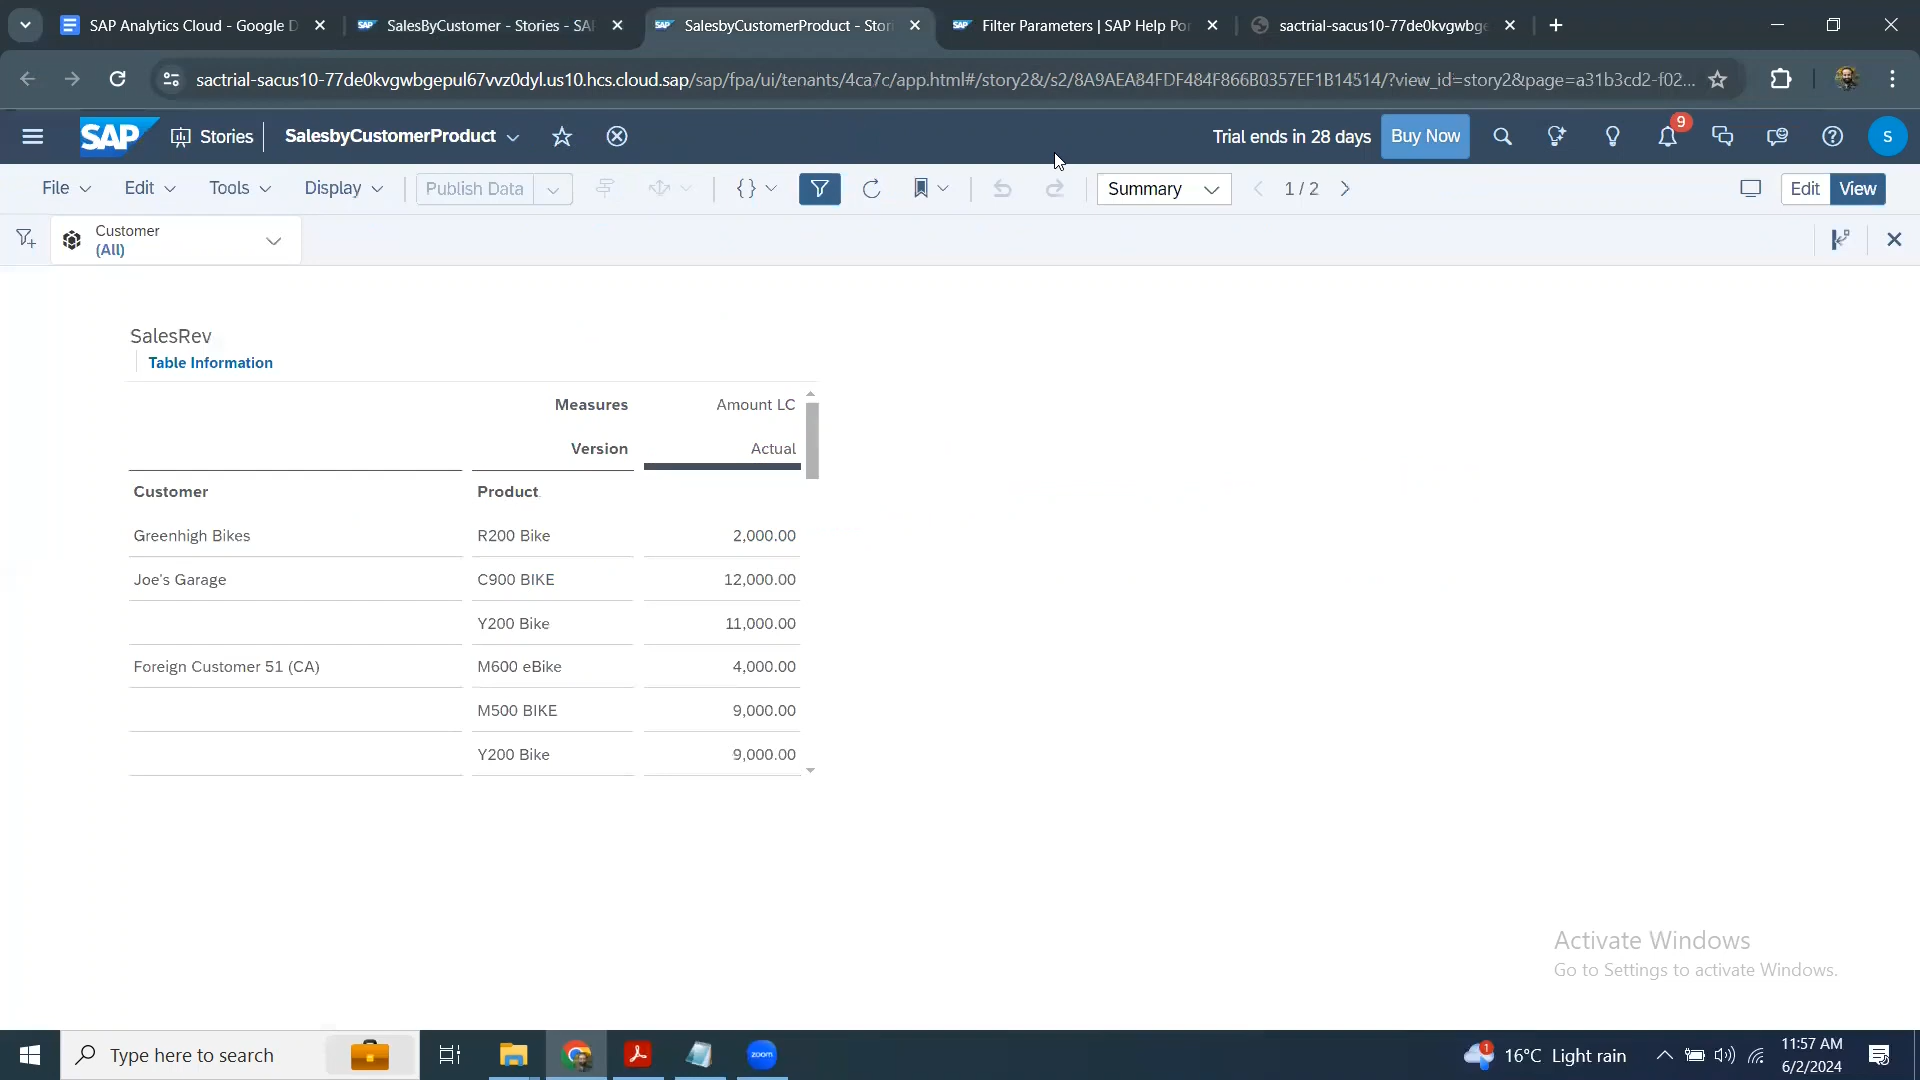 SAP Analytics Cloud - Google D
SalesByCustomer - Stories - SA
SalesbyCustomerProduct - Stori
Filter Parameters | SAP Help Po
sactrial-sacus10-77de0kvgwbge
sactrial-sacus10-77de0kvgwbgepul67vvz0dyl.us10.hcs.cloud.sap/sap/fpa/ui/tenants/4ca7c/app.html#/story2&/s2/8A9AEA84FDF484F866B0357EF1B14514/?view_id=story2&page=a31b3cd2-f02...
SAP Stories SalesbyCustomerProduct Trial ends in 28 days Buy Now 9 S
File Edit Tools Display Publish Data {} Summary 1 / 2 Edit View
Customer
(All)
SalesRev
Table Information
Measures Amount LC
Version Actual
Customer Product
Greenhigh Bikes R200 Bike 2,000.00
Joe's Garage C900 BIKE 12,000.00
Y200 Bike 11,000.00
Foreign Customer 51 (CA) M600 eBike 4,000.00
M500 BIKE 9,000.00
Y200 Bike 9,000.00
Activate Windows
Go to Settings to activate Windows.
Type here to search zoom 1 16°C Light rain 11:57 AM
6/2/2024